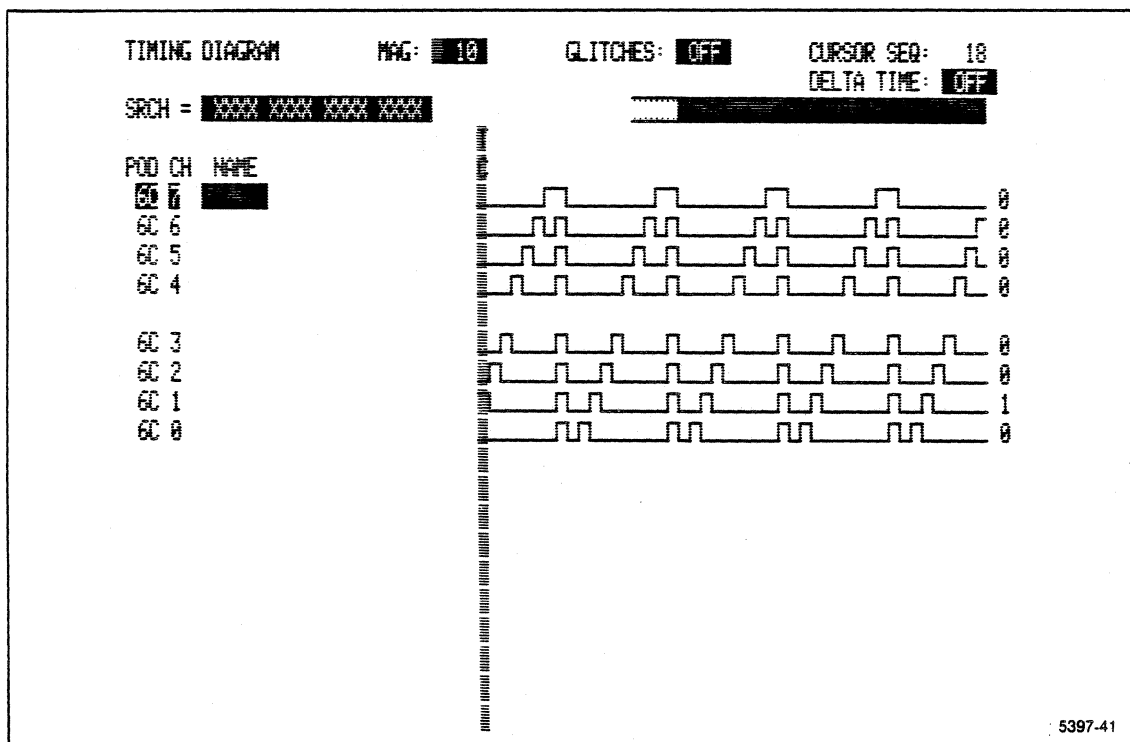 TIMING DIAGRAM MAG: 10 GLITCHES: OFF CURSOR SEQ: 18
DELTA TIME: OFF
SRCH = XXXX XXXX XXXX XXXX
POD CH NAME
6C 7 0
6C 6 0
6C 5 0
6C 4 0
6C 3 0
6C 2 0
6C 1 1
6C 0 0
5397-41